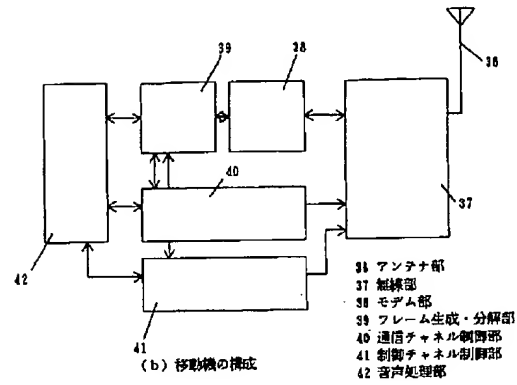 39
38
36
40
37
42
41
36 アンテナ部
37 無線部
38 モデム部
39 フレーム生成・分解部
40 通信チャネル制御部
41 制御チャネル制御部
42 音声処理部
(b) 移動機の構成